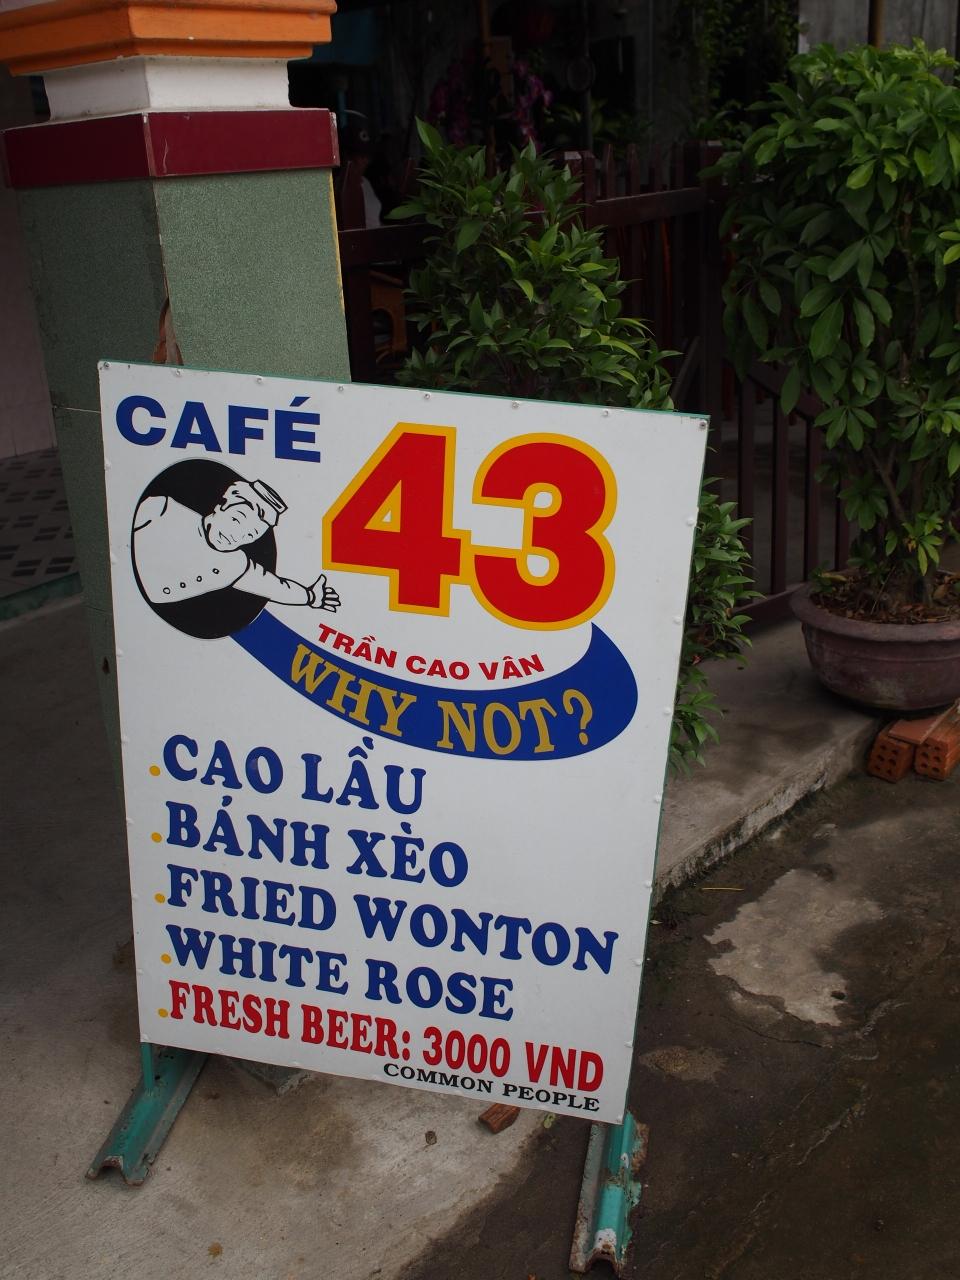 CAFÉ
43
TRẦN CAO VÂN
WHY NOT?
CAO LẦU
BÁNH XÈO
FRIED WONTON
WHITE ROSE
FRESH BEER: 3000 VND
COMMON PEOPLE